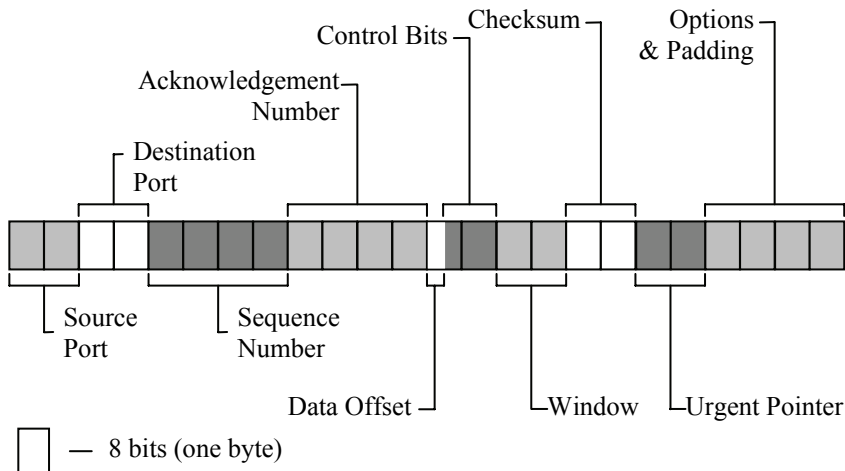 Checksum
Options
& Padding
Control Bits
Acknowledgement
Number
Destination
Port
Source
Port
Sequence
Number
Data Offset
Window
Urgent Pointer
— 8 bits (one byte)